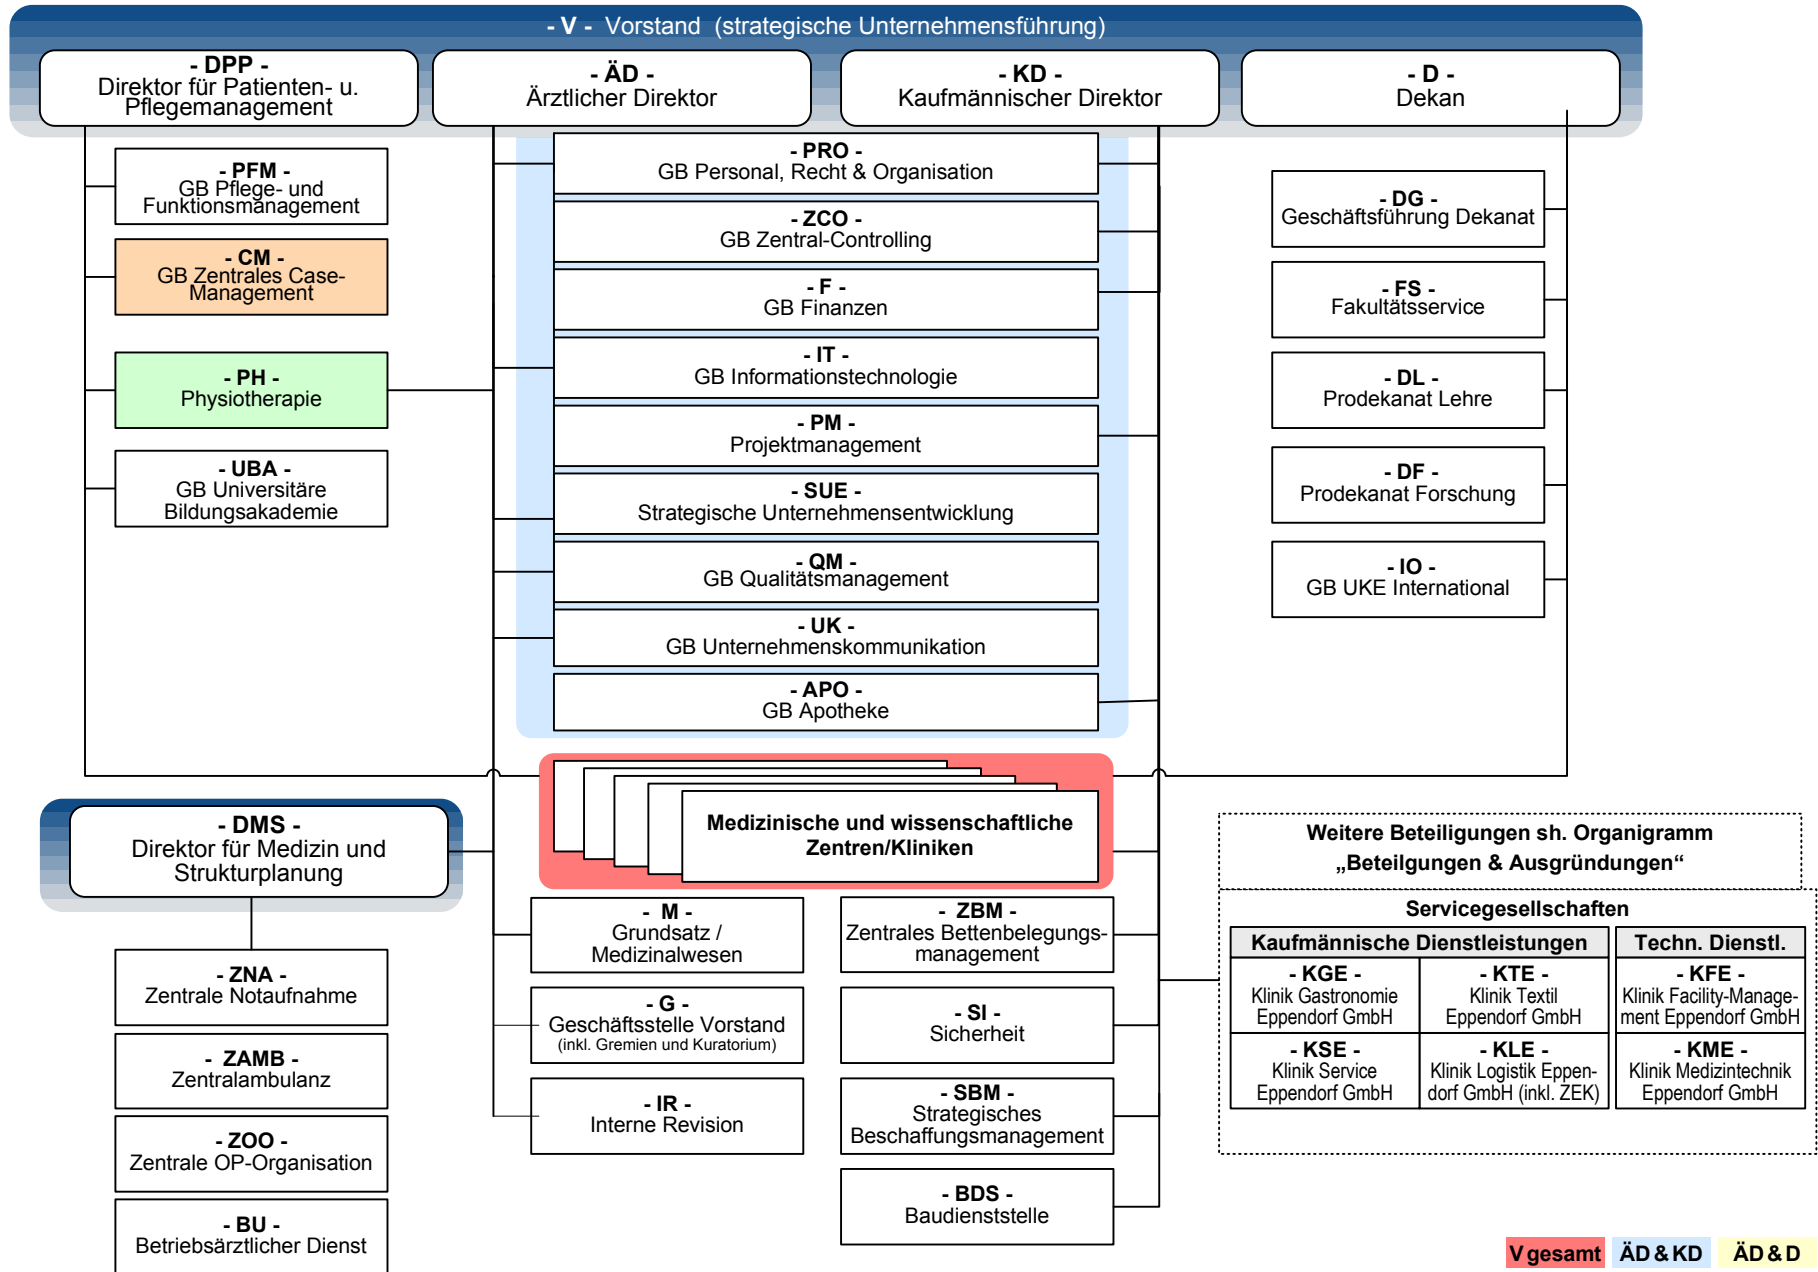 - V - Vorstand (strategische Unternehmensführung)
- DPP -
Direktor für Patienten- u.
Pflegemanagement
- ÄD -
Ärztlicher Direktor
- KD -
Kaufmännischer Direktor
- D -
Dekan
- PFM -
GB Pflege- und
Funktionsmanagement
- CM -
GB Zentrales Case-
Management
- PH -
Physiotherapie
- UBA -
GB Universitäre
Bildungsakademie
- PRO -
GB Personal, Recht & Organisation
- ZCO -
GB Zentral-Controlling
- F -
GB Finanzen
- IT -
GB Informationstechnologie
- PM -
Projektmanagement
- SUE -
Strategische Unternehmensentwicklung
- QM -
GB Qualitätsmanagement
- UK -
GB Unternehmenskommunikation
- APO -
GB Apotheke
- DG -
Geschäftsführung Dekanat
- FS -
Fakultätsservice
- DL -
Prodekanat Lehre
- DF -
Prodekanat Forschung
- IO -
GB UKE International
Medizinische und wissenschaftliche
Zentren/Kliniken
- DMS -
Direktor für Medizin und
Strukturplanung
- ZNA -
Zentrale Notaufnahme
- ZAMB -
Zentralambulanz
- ZOO -
Zentrale OP-Organisation
- BU -
Betriebsärztlicher Dienst
- M -
Grundsatz /
Medizinalwesen
- G -
Geschäftsstelle Vorstand
(inkl. Gremien und Kuratorium)
- IR -
Interne Revision
- ZBM -
Zentrales Bettenbelegungs-
management
- SI -
Sicherheit
- SBM -
Strategisches
Beschaffungsmanagement
- BDS -
Baudienststelle
Weitere Beteiligungen sh. Organigramm
„Beteilgungen & Ausgründungen“
Servicegesellschaften
Kaufmännische Dienstleistungen
Techn. Dienstl.
- KGE -
Klinik Gastronomie
Eppendorf GmbH
- KTE -
Klinik Textil
Eppendorf GmbH
- KFE -
Klinik Facility-Manage-
ment Eppendorf GmbH
- KSE -
Klinik Service
Eppendorf GmbH
- KLE -
Klinik Logistik Eppen-
dorf GmbH (inkl. ZEK)
- KME -
Klinik Medizintechnik
Eppendorf GmbH
V gesamt
ÄD & KD
ÄD & D